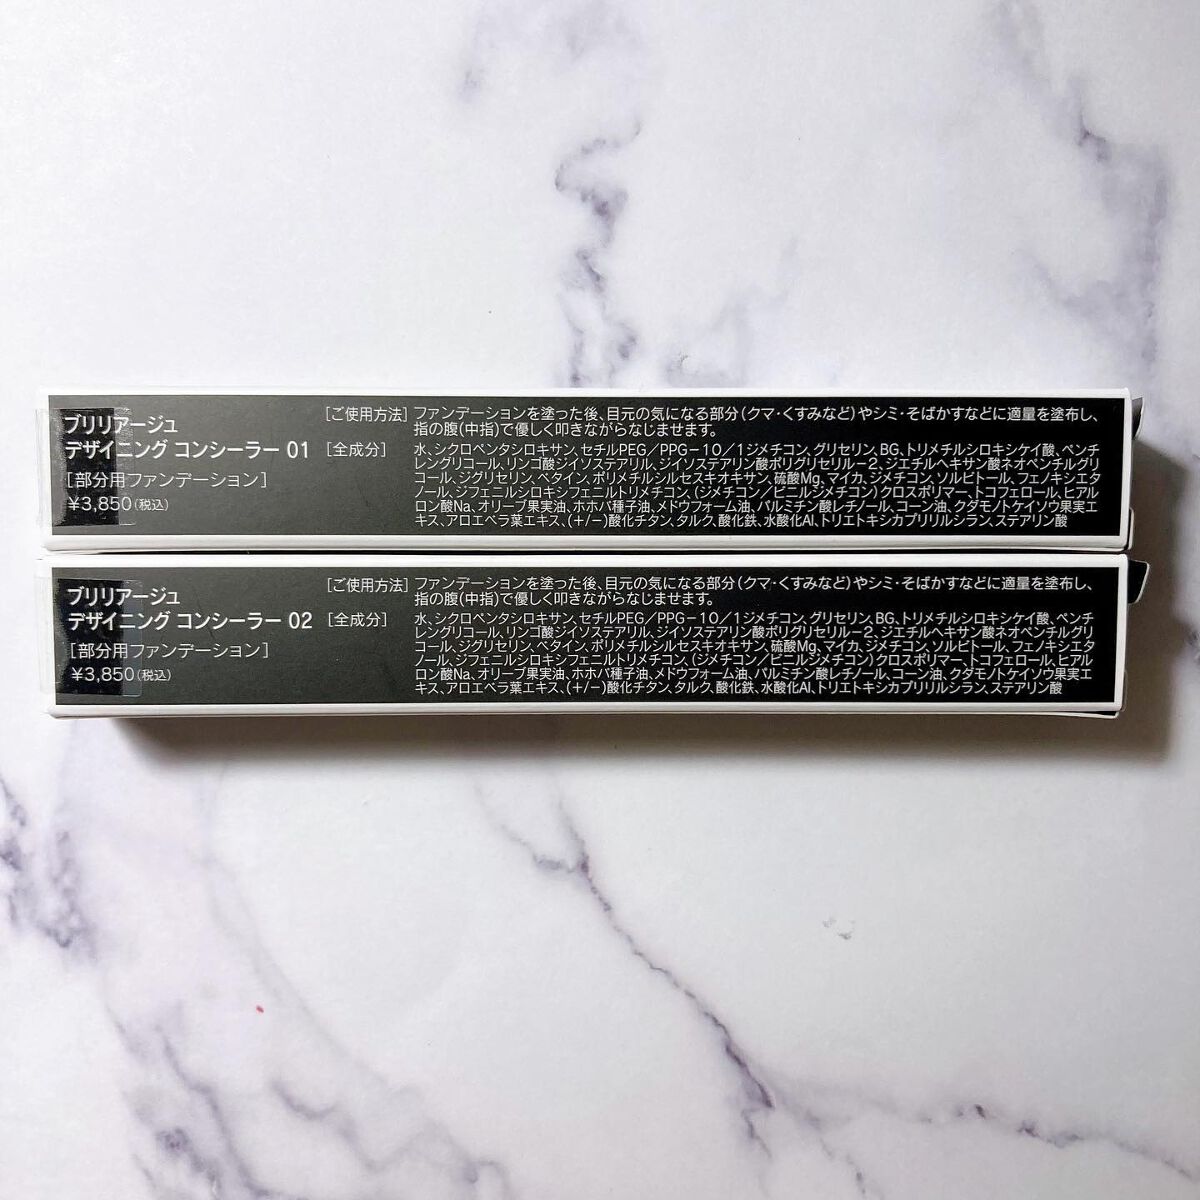 ブリリアージュ
デザイニング コンシーラー 01
[部分用ファンデーション]
¥3,850(税込)
[ご使用方法] ファンデーションを塗った後、目元の気になる部分(クマ・くすみなど)やシミ・そばかすなどに適量を塗布し、
指の腹(中指)で優しく叩きながらなじませます。
[全成分] 水、シクロペンタシロキサン、セチルPEG/PPG-10/1ジメチコン、グリセリン、BG、トリメチルシロキシケイ酸、ペンチ
レングリコール、リンゴ酸ジイソステアリル、ジイソステアリン酸ポリグリセリル-2、ジエチルヘキサン酸ネオペンチルグリ
コール、ジグリセリン、ベタイン、ポリメチルシルセスキオキサン、硫酸Mg、マイカ、ジメチコン、ソルビトール、フェノキシエタ
ノール、ジフェニルシロキシフェニルトリメチコン、(ジメチコン/ビニルジメチコン)クロスポリマー、トコフェロール、ヒアル
ロン酸Na、オリーブ果実油、ホホバ種子油、メドウフォーム油、パルミチン酸レチノール、コーン油、クダモノトケイソウ果実エ
キス、アロエベラ葉エキス、(+/-)酸化チタン、タルク、酸化鉄、水酸化Al、トリエトキシカプリリルシラン、ステアリン酸
ブリリアージュ
デザイニング コンシーラー 02
[部分用ファンデーション]
¥3,850(税込)
[ご使用方法] ファンデーションを塗った後、目元の気になる部分(クマ・くすみなど)やシミ・そばかすなどに適量を塗布し、
指の腹(中指)で優しく叩きながらなじませます。
[全成分] 水、シクロペンタシロキサン、セチルPEG/PPG-10/1ジメチコン、グリセリン、BG、トリメチルシロキシケイ酸、ペンチ
レングリコール、リンゴ酸ジイソステアリル、ジイソステアリン酸ポリグリセリル-2、ジエチルヘキサン酸ネオペンチルグリ
コール、ジグリセリン、ベタイン、ポリメチルシルセスキオキサン、硫酸Mg、マイカ、ジメチコン、ソルビトール、フェノキシエタ
ノール、ジフェニルシロキシフェニルトリメチコン、(ジメチコン/ビニルジメチコン)クロスポリマー、トコフェロール、ヒアル
ロン酸Na、オリーブ果実油、ホホバ種子油、メドウフォーム油、パルミチン酸レチノール、コーン油、クダモノトケイソウ果実エ
キス、アロエベラ葉エキス、(+/-)酸化チタン、タルク、酸化鉄、水酸化Al、トリエトキシカプリリルシラン、ステアリン酸